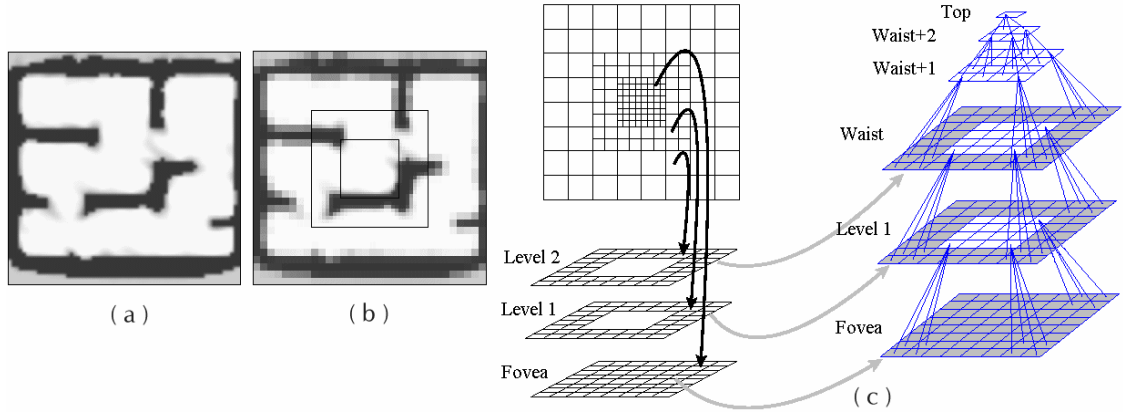 ( a )
( b )
Level 2
Level 1
Fovea
Top
Waist+2
Waist+1
Waist
Level 1
Fovea
( c )